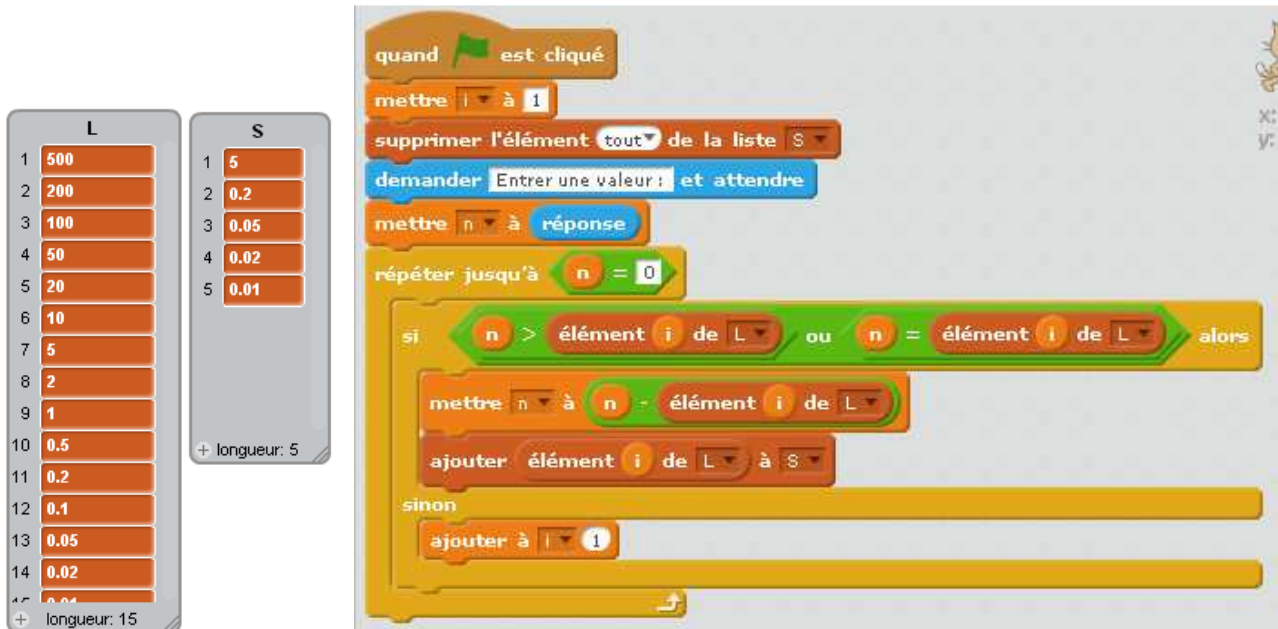 L
1 500
2 200
3 100
4 50
5 20
6 10
7 5
8 2
9 1
10 0.5
11 0.2
12 0.1
13 0.05
14 0.02
+ longueur: 15
S
1 5
2 0.2
3 0.05
4 0.02
5 0.01
+ longueur: 5
quand est cliqué
mettre i à 1
supprimer l'élément tout de la liste S
demander Entrer une valeur : et attendre
mettre n à réponse
répéter jusqu'à n = 0
si n > élément i de L ou n = élément i de L alors
mettre n à n - élément i de L
ajouter élément i de L à S
sinon
ajouter à i 1
x:
y: